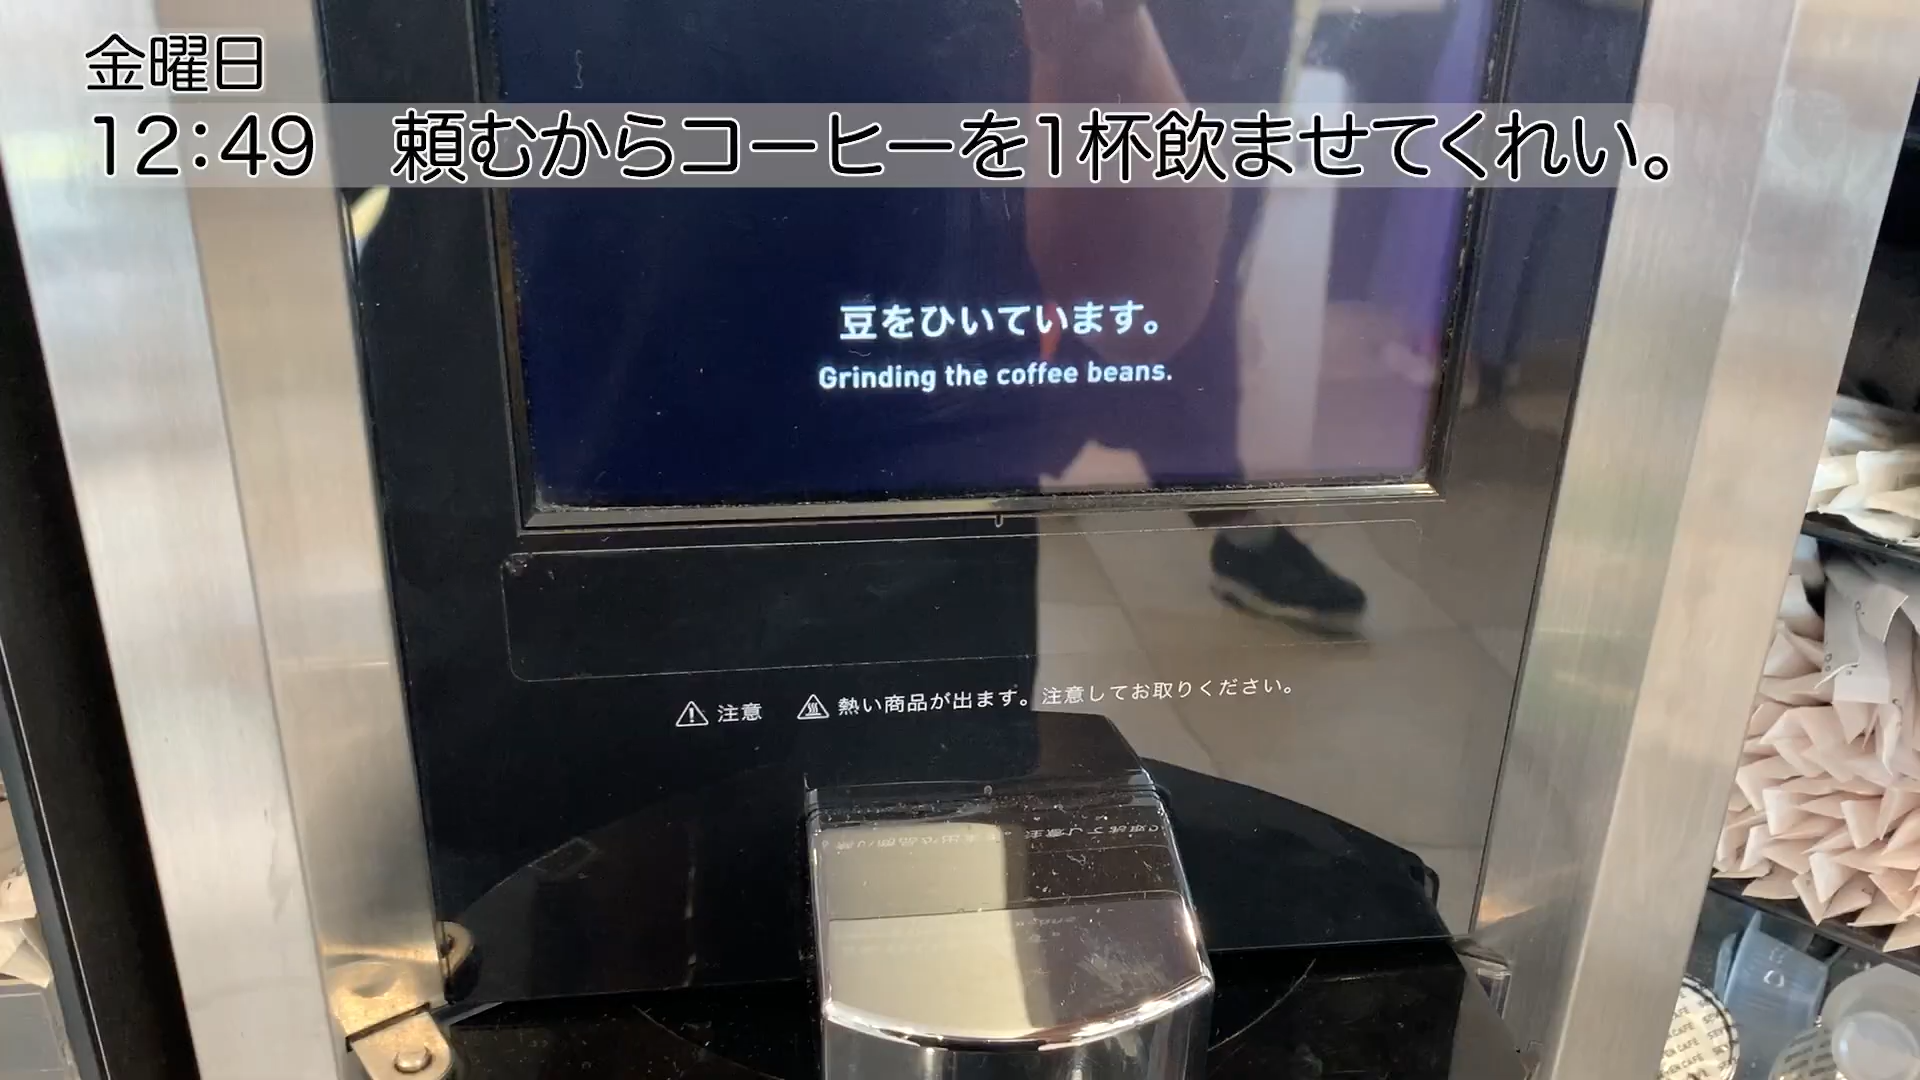 金曜日
12:49 頼むからコーヒーを1杯飲ませてくれい。
豆をひいています。
Grinding the coffee beans.
注意 熱い商品が出ます。注意してお取りください。